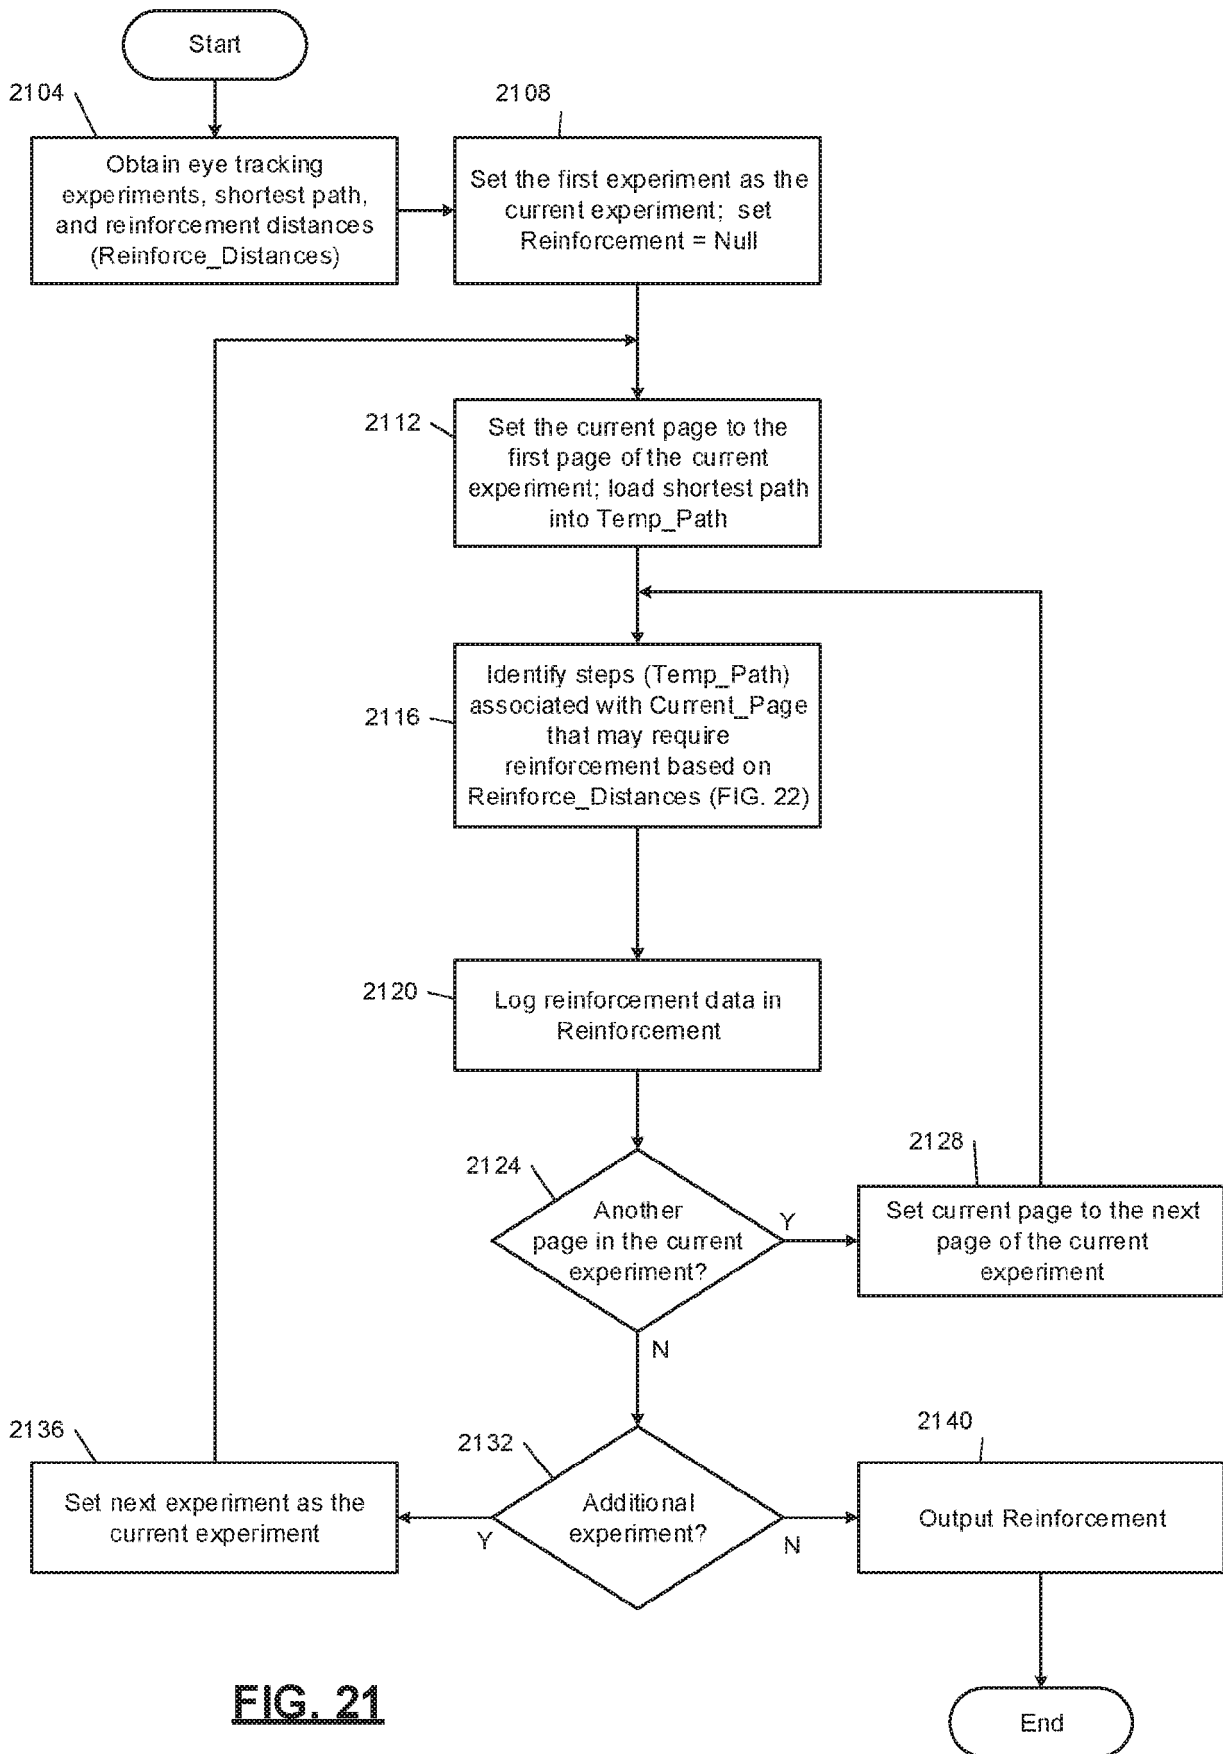 Start
2104
Obtain eye tracking
experiments, shortest path,
and reinforcement distances
(Reinforce_Distances)
2108
Set the first experiment as the
current experiment; set
Reinforcement = Null
2112
Set the current page to the
first page of the current
experiment; load shortest path
into Temp_Path
2116
Identify steps (Temp_Path)
associated with Current_Page
that may require
reinforcement based on
Reinforce_Distances (FIG. 22)
2120
Log reinforcement data in
Reinforcement
2124
Another
page in the current
experiment?
Y
N
2128
Set current page to the next
page of the current
experiment
2132
Additional
experiment?
Y
N
2136
Set next experiment as the
current experiment
2140
Output Reinforcement
End
FIG. 21